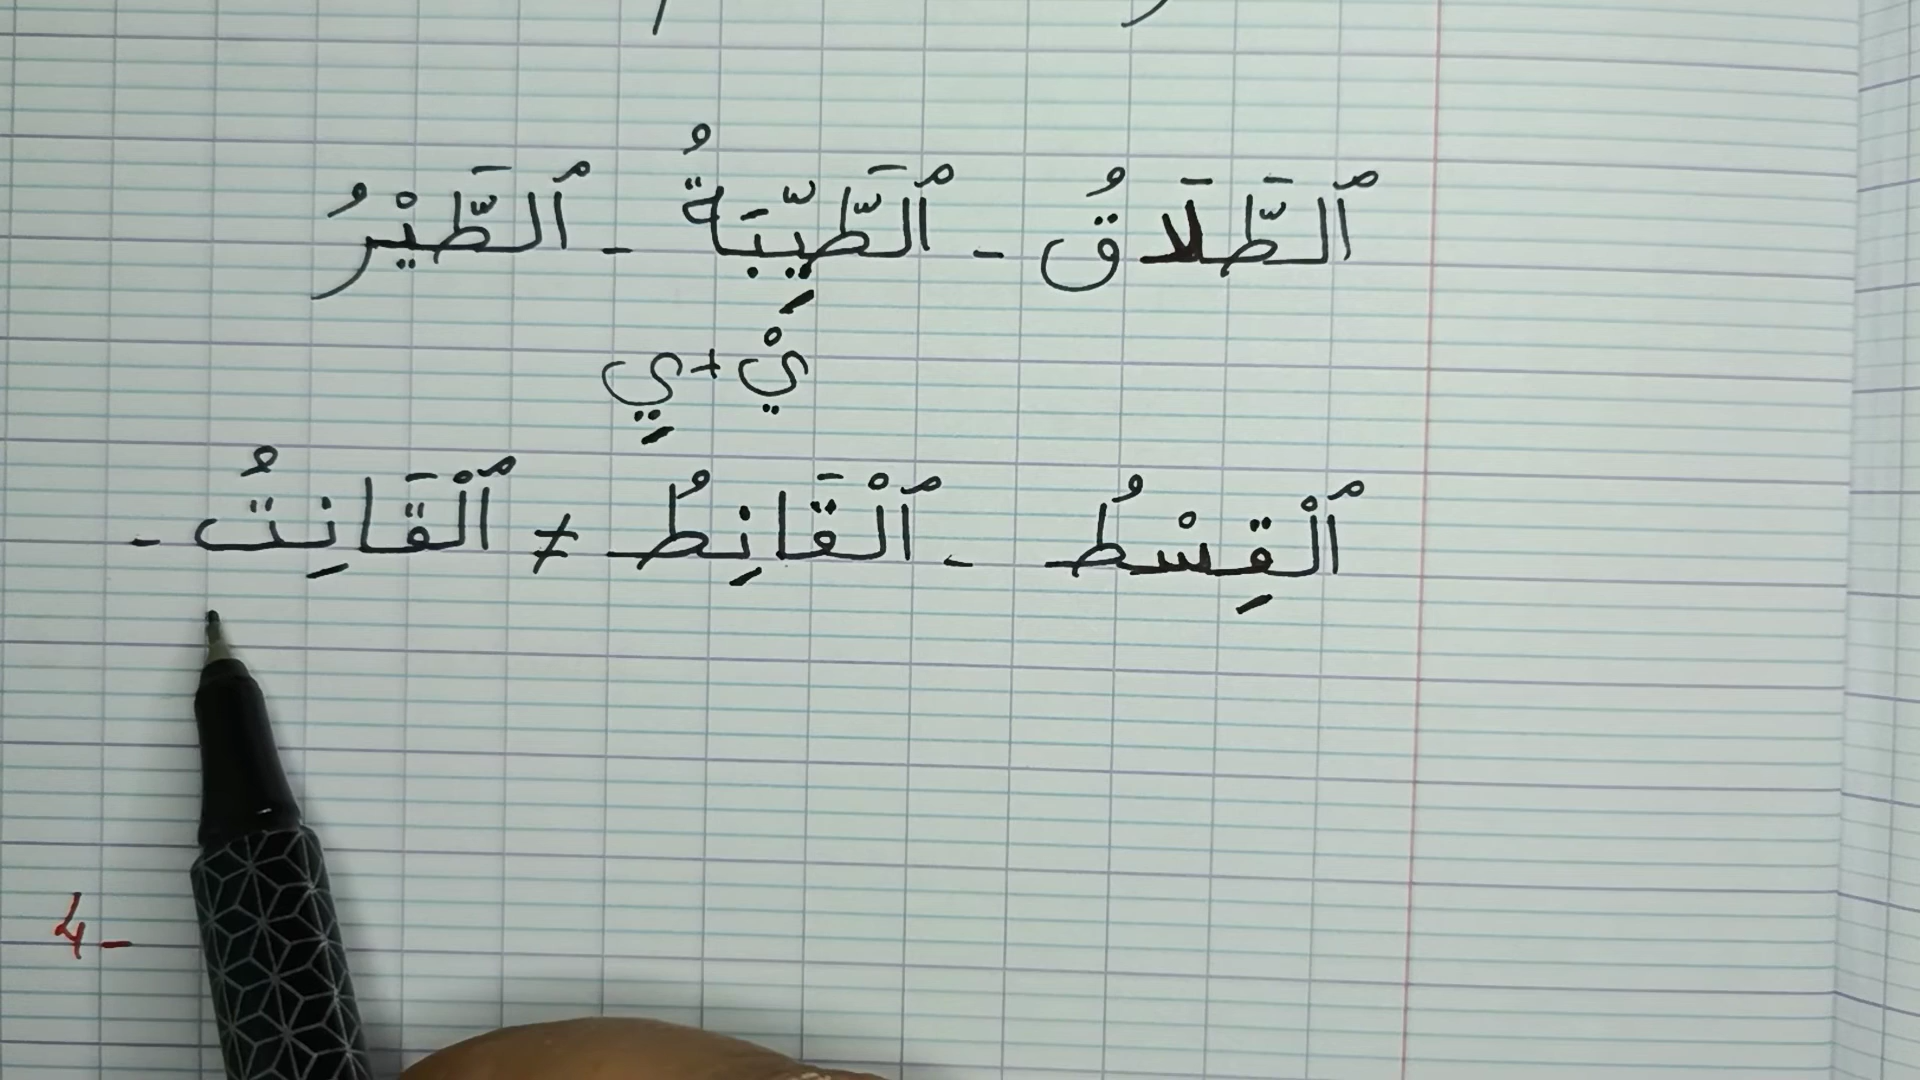 ٱلطَّلَاقُ - ٱلطَّيِّبَةُ - ٱلطَّيْرُ
يْ + يِ
ٱلْقِسْطُ - ٱلْقَانِطُ ≠ ٱلْقَانِتُ -
4-